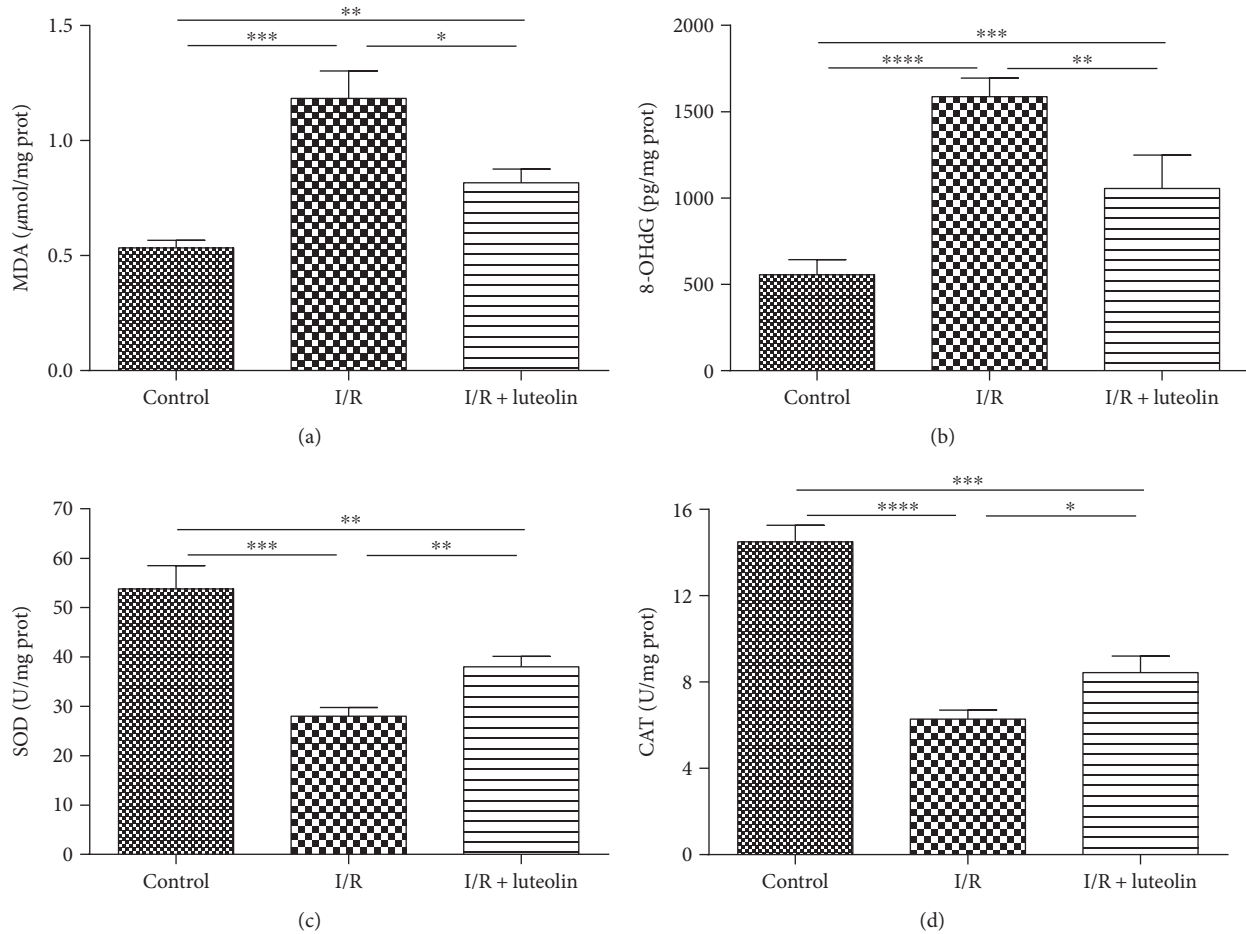 1.5
1.0
0.5
0.0
MDA (μmol/mg prot)
**
***
*
Control
I/R
I/R + luteolin
(a)
2000
1500
1000
500
0
8-OHdG (pg/mg prot)
***
****
**
Control
I/R
I/R + luteolin
(b)
70
60
50
40
30
20
10
0
SOD (U/mg prot)
**
***
**
Control
I/R
I/R + luteolin
(c)
16
12
8
4
0
CAT (U/mg prot)
***
****
*
Control
I/R
I/R + luteolin
(d)